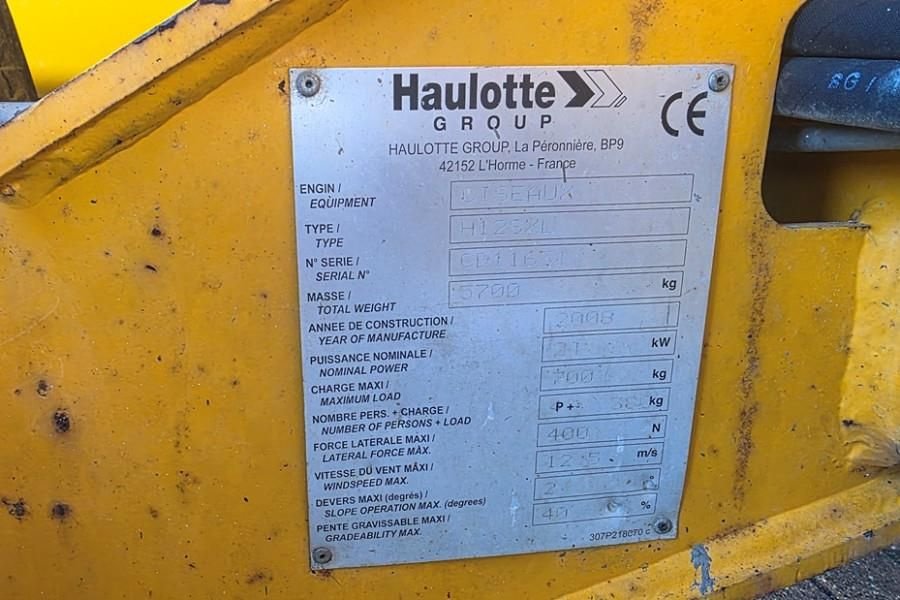 Haulotte
GROUP
CE
HAULOTTE GROUP, La Péronnière, BP9
42152 L'Horme - France
ENGIN /
EQUIPMENT
TYPE /
TYPE H12SXL
N° SERIE /
SERIAL N°
MASSE / 5700 kg
TOTAL WEIGHT
ANNEE DE CONSTRUCTION / 2008
YEAR OF MANUFACTURE
PUISSANCE NOMINALE / kW
NOMINAL POWER
CHARGE MAXI / 700 kg
MAXIMUM LOAD
NOMBRE PERS. + CHARGE / P + kg
NUMBER OF PERSONS + LOAD
FORCE LATERALE MAXI / 400 N
LATERAL FORCE MAX.
VITESSE DU VENT MAXI / 12.5 m/s
WINDSPEED MAX.
DEVERS MAXI (degrés) / °
SLOPE OPERATION MAX. (degrees)
PENTE GRAVISSABLE MAXI / 40 %
GRADEABILITY MAX.
307P218070 c